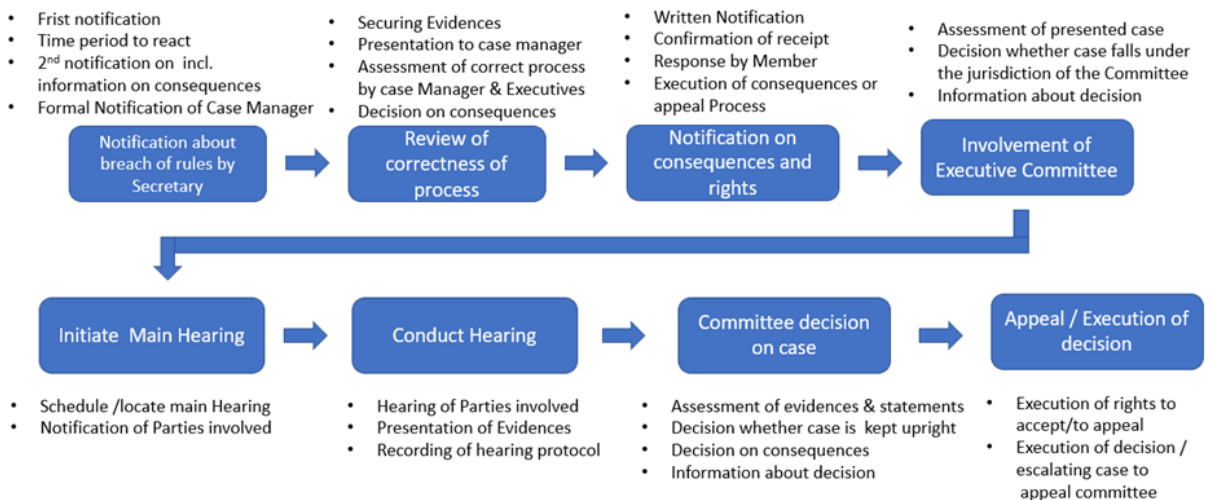 • Frist notification
• Time period to react
• 2nd notification on incl.
information on consequences
• Formal Notification of Case Manager
Notification about
breach of rules by
Secretary
• Securing Evidences
• Presentation to case manager
• Assessment of correct process
by case Manager & Executives
• Decision on consequences
Review of
correctness of
process
• Written Notification
• Confirmation of receipt
• Response by Member
• Execution of consequences or
appeal Process
Notification on
consequences and
rights
• Assessment of presented case
• Decision whether case falls under
the jurisdiction of the Committee
• Information about decision
Involvement of
Executive Committee
Initiate Main Hearing
• Schedule /locate main Hearing
• Notification of Parties involved
Conduct Hearing
• Hearing of Parties involved
• Presentation of Evidences
• Recording of hearing protocol
Committee decision
on case
• Assessment of evidences & statements
• Decision whether case is kept upright
• Decision on consequences
• Information about decision
Appeal / Execution of
decision
• Execution of rights to
accept/to appeal
• Execution of decision /
escalating case to
appeal committee